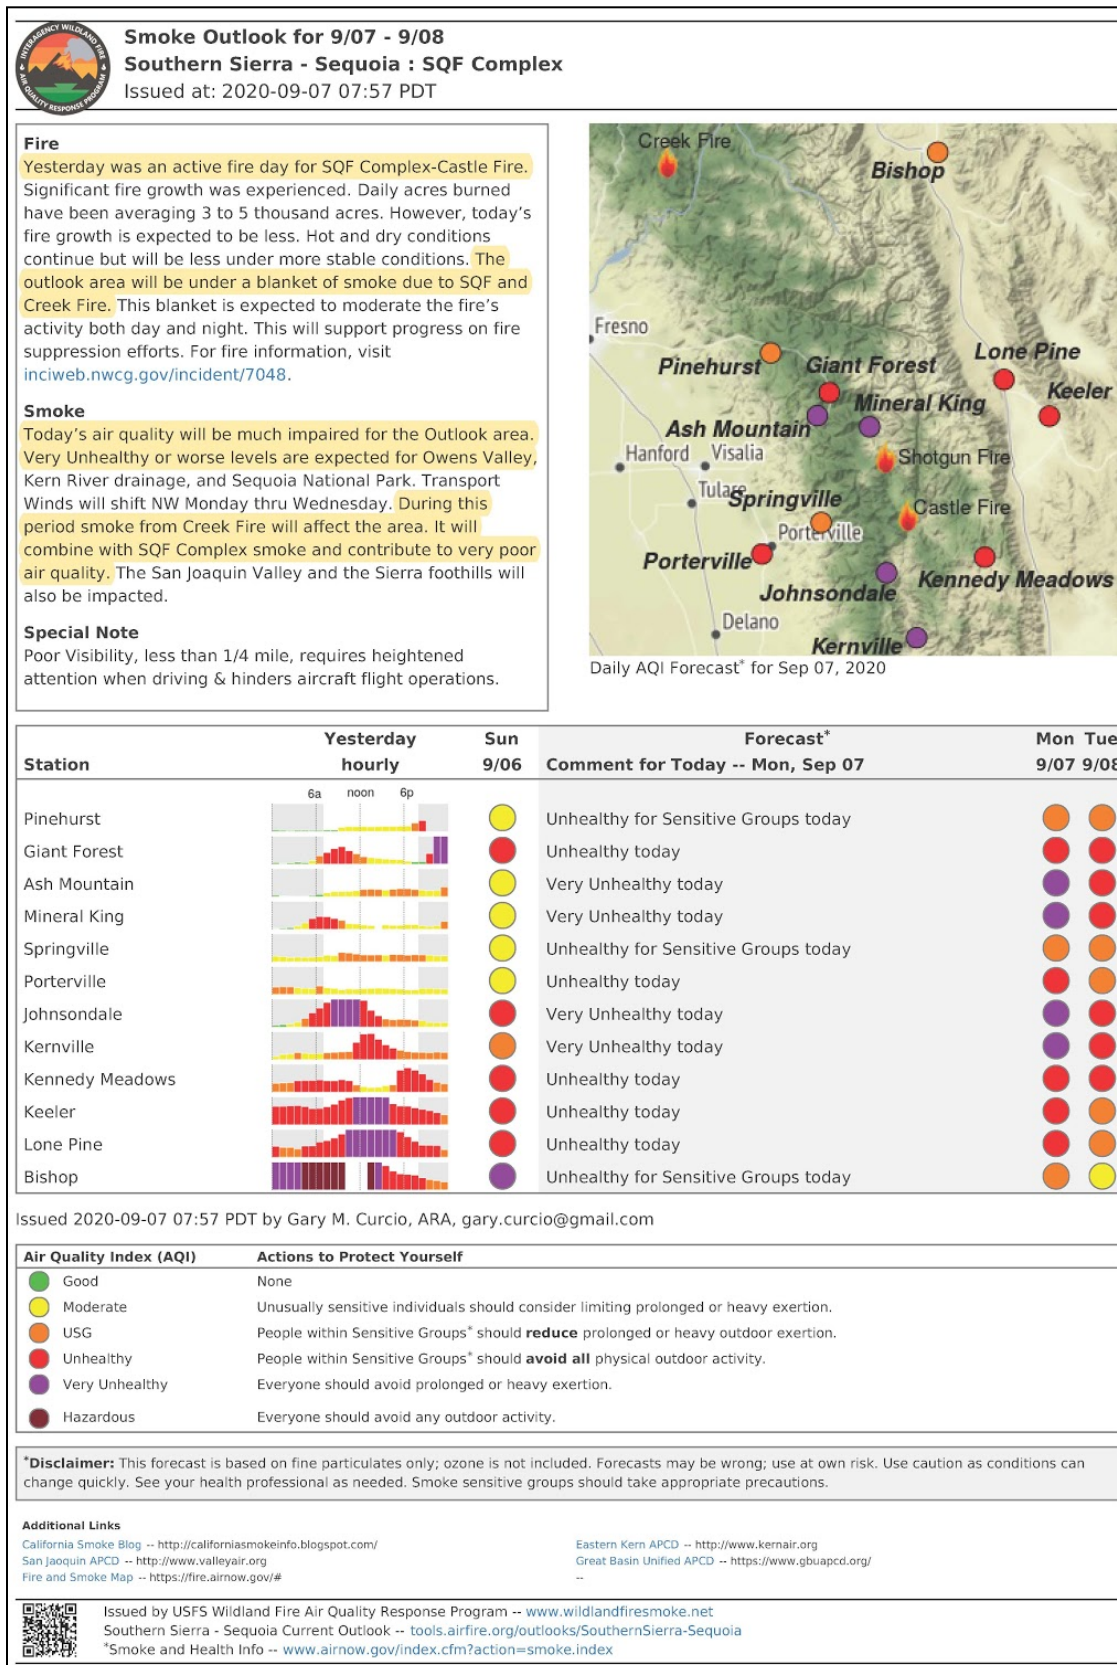 INTERAGENCY WILDLAND FIRE
AIR QUALITY RESPONSE PROGRAM
Smoke Outlook for 9/07 - 9/08
Southern Sierra - Sequoia : SQF Complex
Issued at: 2020-09-07 07:57 PDT
Fire
Yesterday was an active fire day for SQF Complex-Castle Fire.
Significant fire growth was experienced. Daily acres burned
have been averaging 3 to 5 thousand acres. However, today's
fire growth is expected to be less. Hot and dry conditions
continue but will be less under more stable conditions. The
outlook area will be under a blanket of smoke due to SQF and
Creek Fire. This blanket is expected to moderate the fire's
activity both day and night. This will support progress on fire
suppression efforts. For fire information, visit
inciweb.nwcg.gov/incident/7048.
Smoke
Today's air quality will be much impaired for the Outlook area.
Very Unhealthy or worse levels are expected for Owens Valley,
Kern River drainage, and Sequoia National Park. Transport
Winds will shift NW Monday thru Wednesday. During this
period smoke from Creek Fire will affect the area. It will
combine with SQF Complex smoke and contribute to very poor
air quality. The San Joaquin Valley and the Sierra foothills will
also be impacted.
Special Note
Poor Visibility, less than 1/4 mile, requires heightened
attention when driving & hinders aircraft flight operations.
Creek Fire
Bishop
Fresno
Pinehurst
Giant Forest
Lone Pine
Keeler
Mineral King
Ash Mountain
Hanford
Visalia
Shotgun Fire
Tulare
Springville
Castle Fire
Porterville
Porterville
Kennedy Meadows
Johnsondale
Delano
Kernville
Daily AQI Forecast* for Sep 07, 2020
Yesterday Sun Forecast* Mon Tue
Station hourly 9/06 Comment for Today -- Mon, Sep 07 9/07 9/08
6a noon 6p
Pinehurst Unhealthy for Sensitive Groups today
Giant Forest Unhealthy today
Ash Mountain Very Unhealthy today
Mineral King Very Unhealthy today
Springville Unhealthy for Sensitive Groups today
Porterville Unhealthy today
Johnsondale Very Unhealthy today
Kernville Very Unhealthy today
Kennedy Meadows Unhealthy today
Keeler Unhealthy today
Lone Pine Unhealthy today
Bishop Unhealthy for Sensitive Groups today
Issued 2020-09-07 07:57 PDT by Gary M. Curcio, ARA, gary.curcio@gmail.com
Air Quality Index (AQI) Actions to Protect Yourself
Good None
Moderate Unusually sensitive individuals should consider limiting prolonged or heavy exertion.
USG People within Sensitive Groups* should reduce prolonged or heavy outdoor exertion.
Unhealthy People within Sensitive Groups* should avoid all physical outdoor activity.
Very Unhealthy Everyone should avoid prolonged or heavy exertion.
Hazardous Everyone should avoid any outdoor activity.
*Disclaimer: This forecast is based on fine particulates only; ozone is not included. Forecasts may be wrong; use at own risk. Use caution as conditions can
change quickly. See your health professional as needed. Smoke sensitive groups should take appropriate precautions.
Additional Links
California Smoke Blog -- http://californiasmokeinfo.blogspot.com/ Eastern Kern APCD -- http://www.kernair.org
San Jaoquin APCD -- http://www.valleyair.org Great Basin Unified APCD -- https://www.gbuapcd.org/
Fire and Smoke Map -- https://fire.airnow.gov/# --
Issued by USFS Wildland Fire Air Quality Response Program -- www.wildlandfiresmoke.net
Southern Sierra - Sequoia Current Outlook -- tools.airfire.org/outlooks/SouthernSierra-Sequoia
*Smoke and Health Info -- www.airnow.gov/index.cfm?action=smoke.index